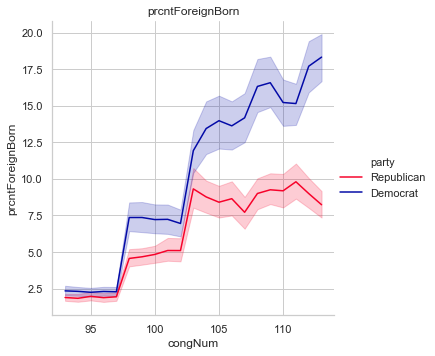 prcntForeignBorn
20.0
17.5
15.0
12.5
10.0
7.5
5.0
2.5
prcntForeignBorn
95
100
105
110
congNum
party
Republican
Democrat